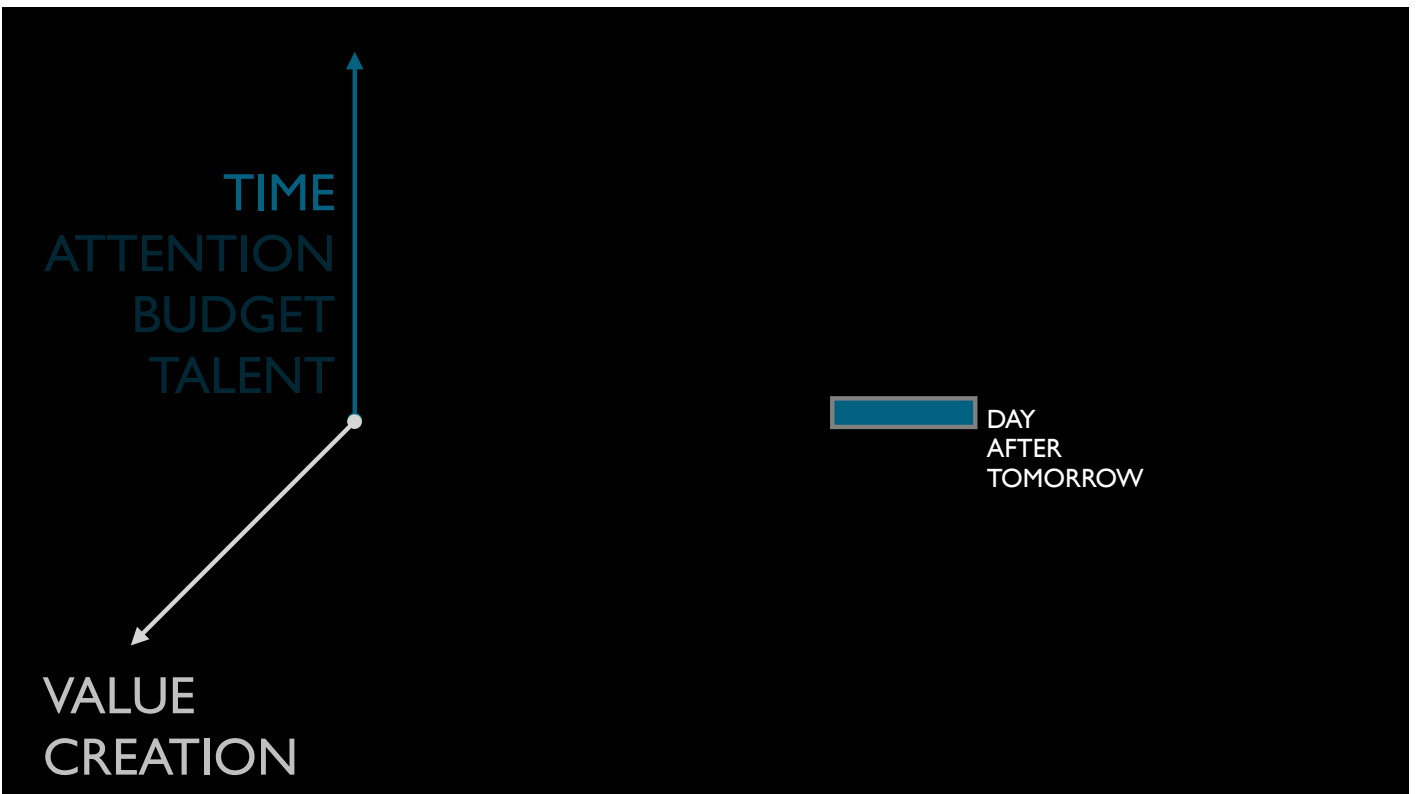 TIME
ATTENTION
BUDGET
TALENT
DAY
AFTER
TOMORROW
VALUE
CREATION